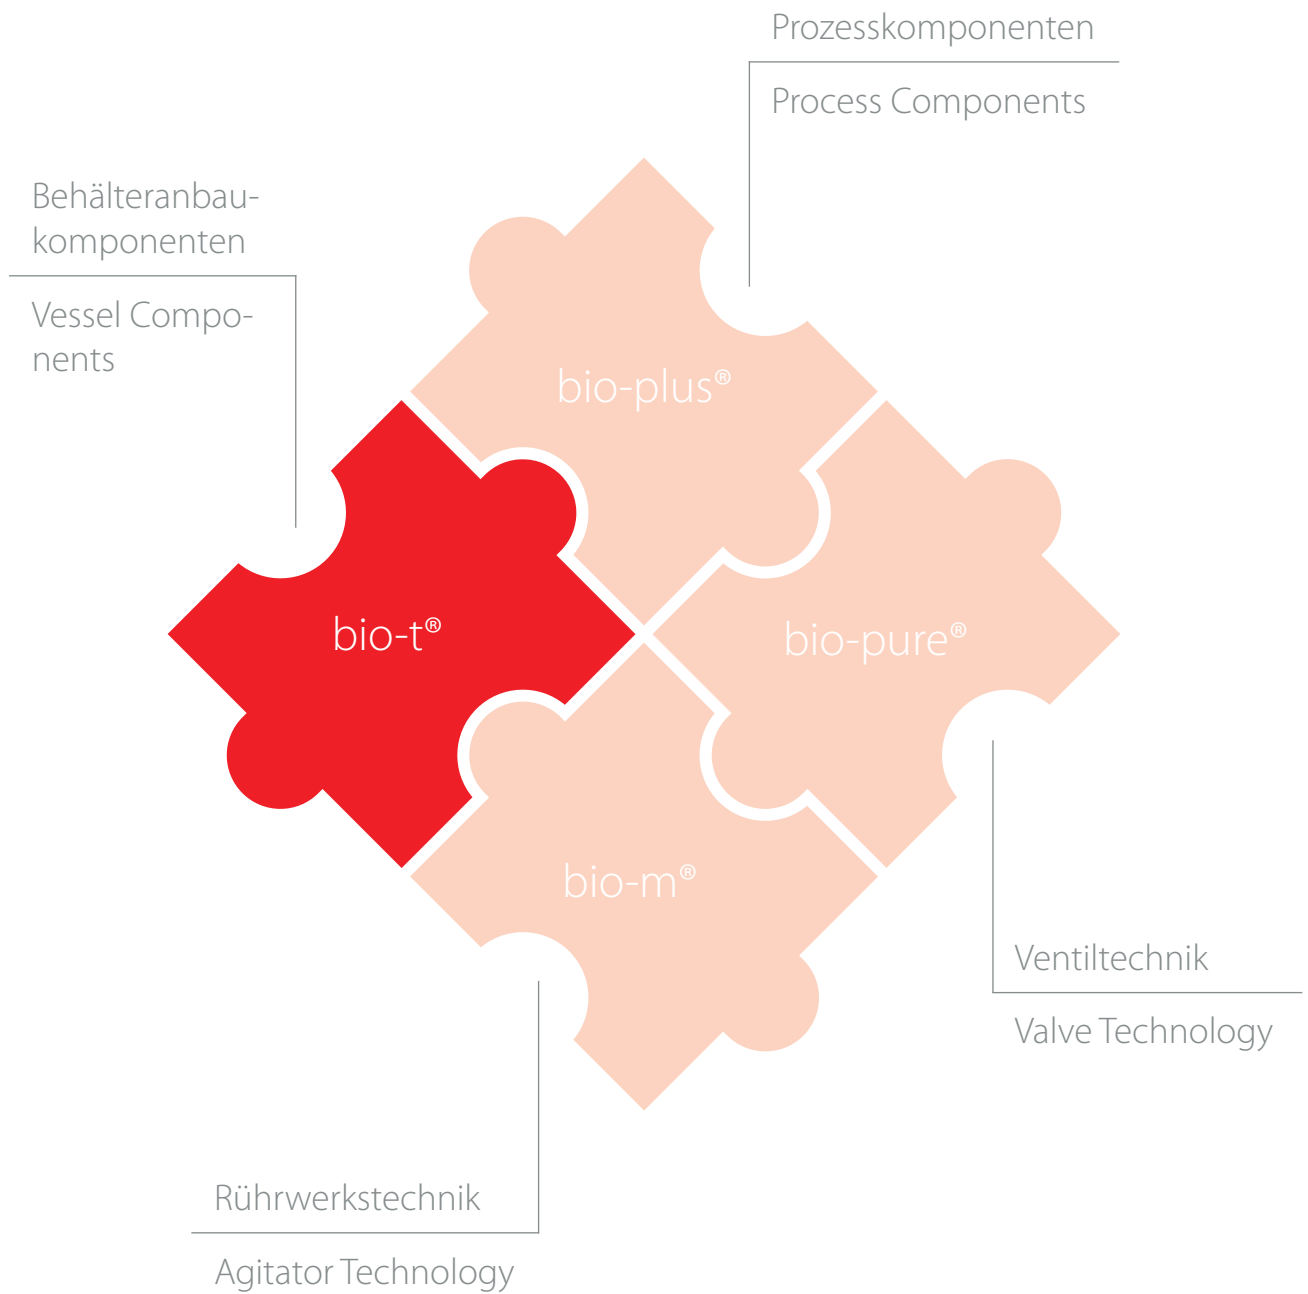 Prozesskomponenten
Process Components
Behälteranbau-
komponenten
Vessel Compo-
nents
bio-plus®
bio-t®
bio-pure®
bio-m®
Ventiltechnik
Valve Technology
Rührwerkstechnik
Agitator Technology